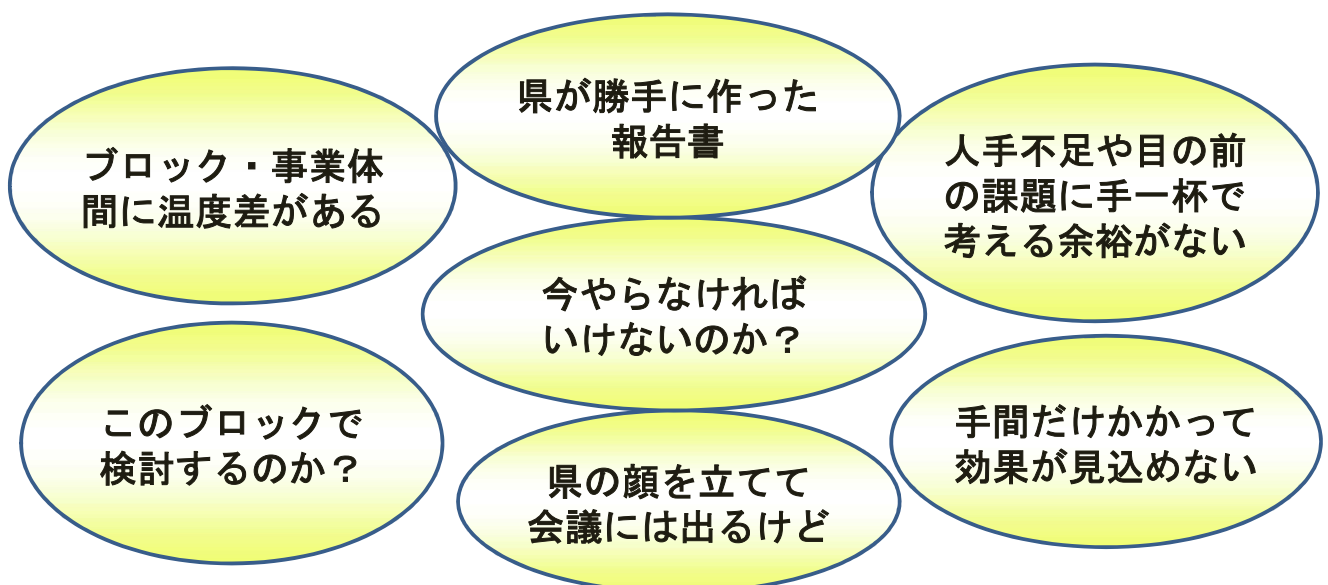 県が勝手に作った
報告書
ブロック・事業体
間に温度差がある
人手不足や目の前
の課題に手一杯で
考える余裕がない
今やらなければ
いけないのか？
このブロックで
検討するのか？
手間だけかかって
効果が見込めない
県の顔を立てて
会議には出るけど